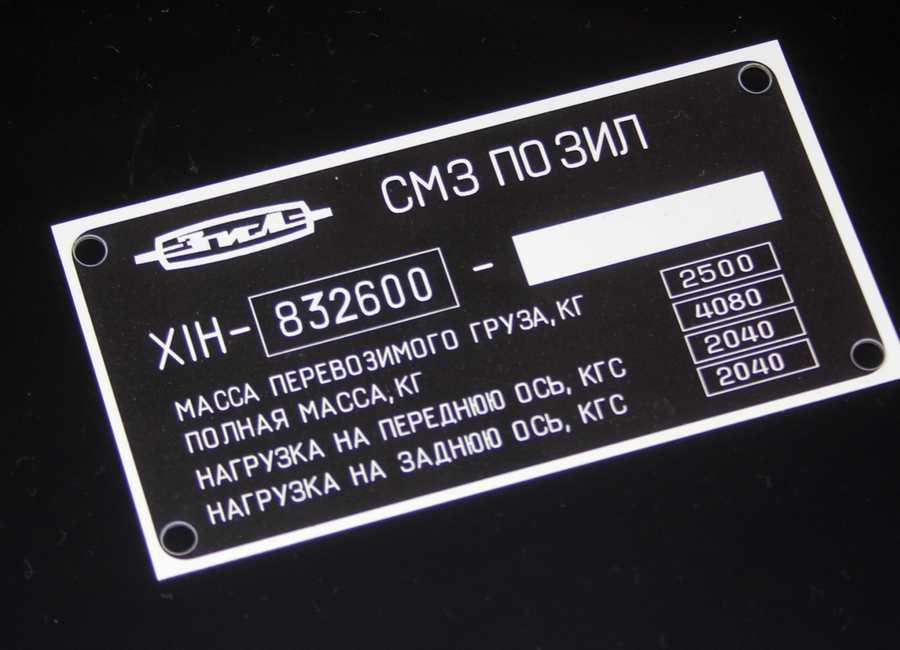 СМЗ ПО ЗИЛ
ЗИЛ
Х1Н- 832600 -
МАССА ПЕРЕВОЗИМОГО ГРУЗА, КГ 2500
ПОЛНАЯ МАССА, КГ 4080
НАГРУЗКА НА ПЕРЕДНЮЮ ОСЬ, КГС 2040
НАГРУЗКА НА ЗАДНЮЮ ОСЬ, КГС 2040